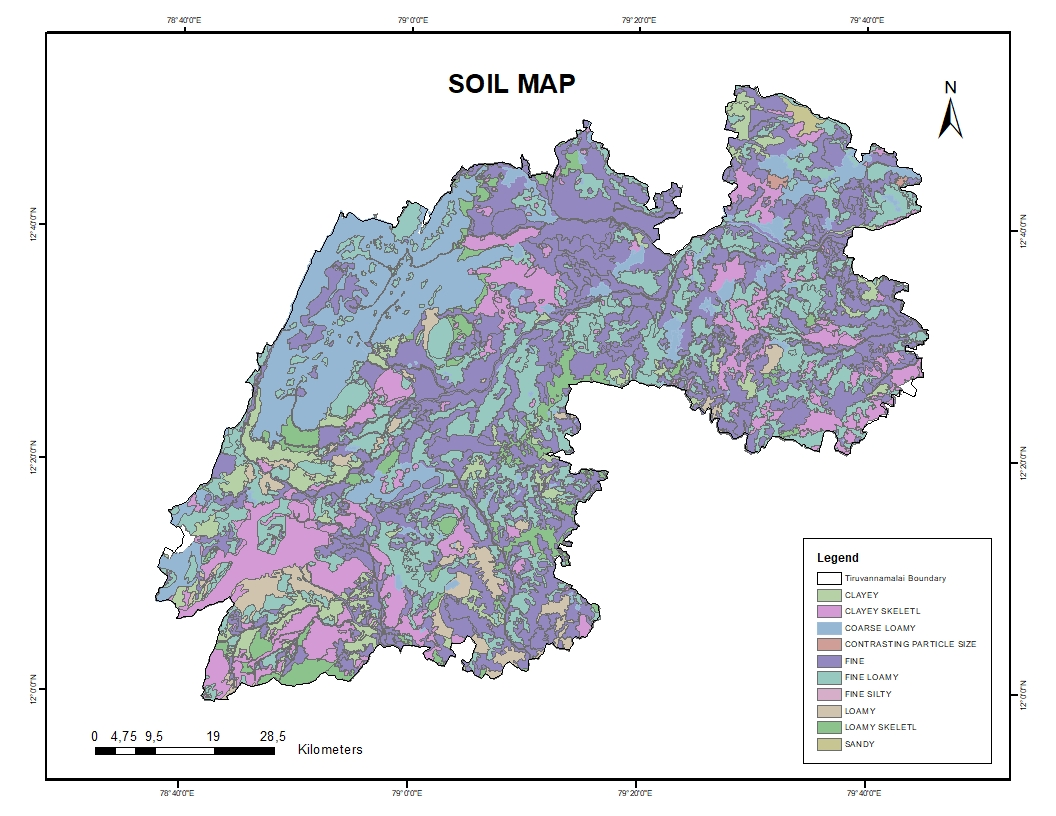 78°40'0"E 79°0'0"E 79°20'0"E 79°40'0"E
SOIL MAP
N
12°40'0"N 12°40'0"N
12°20'0"N 12°20'0"N
12°0'0"N 12°0'0"N
Legend
Tiruvannamalai Boundary
CLAYEY
CLAYEY SKELETL
COARSE LOAMY
CONTRASTING PARTICLE SIZE
FINE
FINE LOAMY
FINE SILTY
LOAMY
LOAMY SKELETL
SANDY
0 4,75 9,5 19 28,5
Kilometers
78°40'0"E 79°0'0"E 79°20'0"E 79°40'0"E